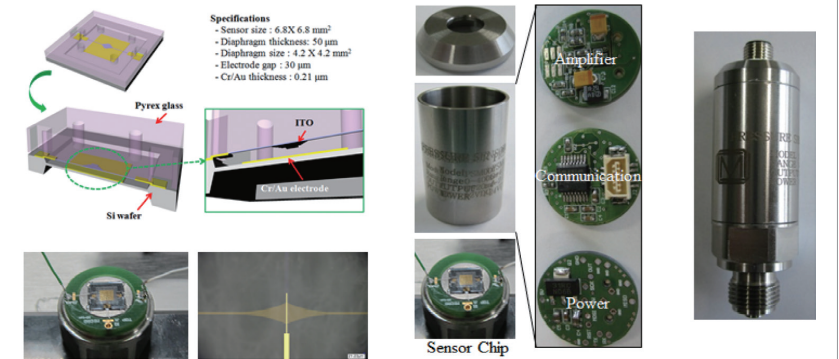 Specifications
- Sensor size : 6.8X 6.8 mm²
- Diaphragm thickness: 50 μm
- Diaphragm size : 4.2 X 4.2 mm²
- Electrode gap : 30 μm
- Cr/Au thickness : 0.21 μm
Pyrex glass
ITO
Cr/Au electrode
Si wafer
Amplifier
Communication
Power
Sensor Chip
PRESSURE SENSOR
M